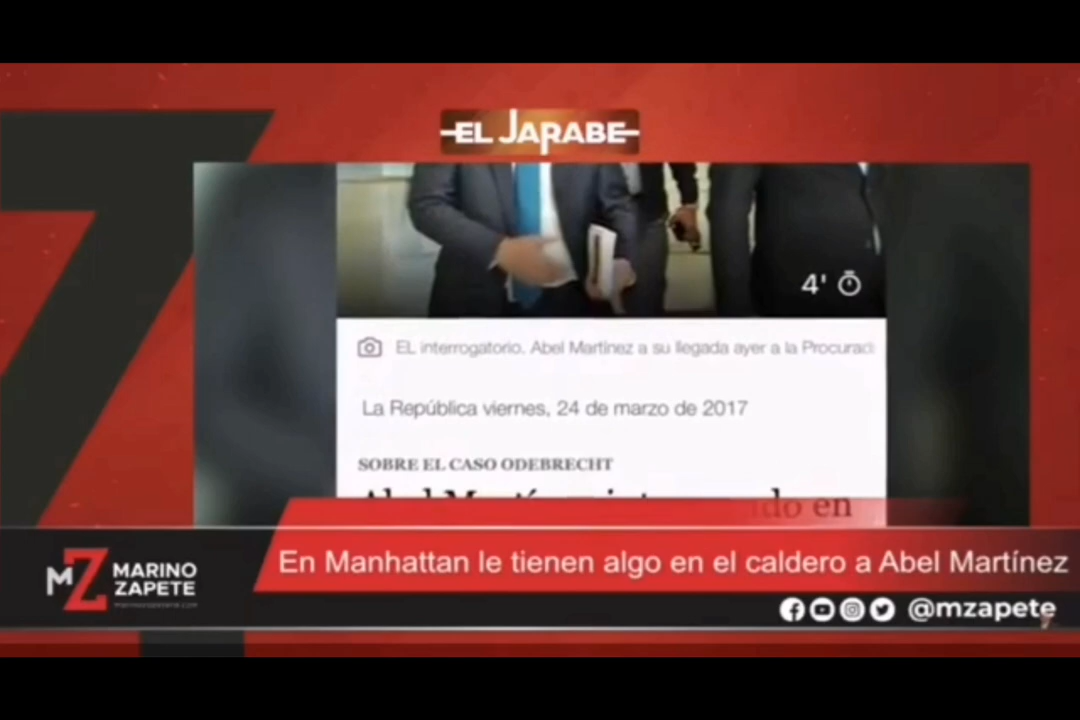 EL JARABE
4'
EL interrogatorio. Abel Martínez a su llegada ayer a la
La República viernes, 24 de marzo de 2017
SOBRE EL CASO ODEBRECHT
en
En Manhattan le tienen algo en el caldero a Abel Martínez
MZ MARINO
ZAPETE
@mzapete